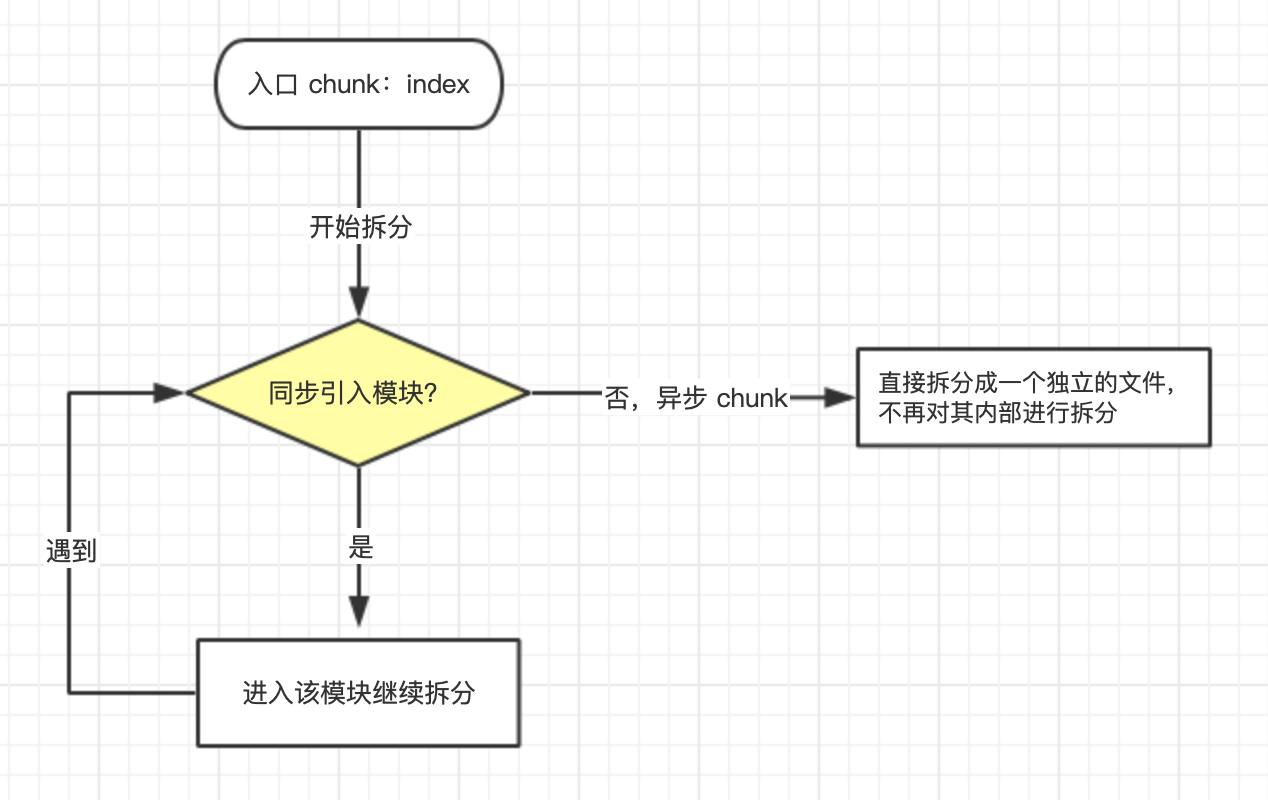 入口 chunk：index
开始拆分
同步引入模块?
否，异步 chunk
直接拆分成一个独立的文件，
不再对其内部进行拆分
遇到
是
进入该模块继续拆分